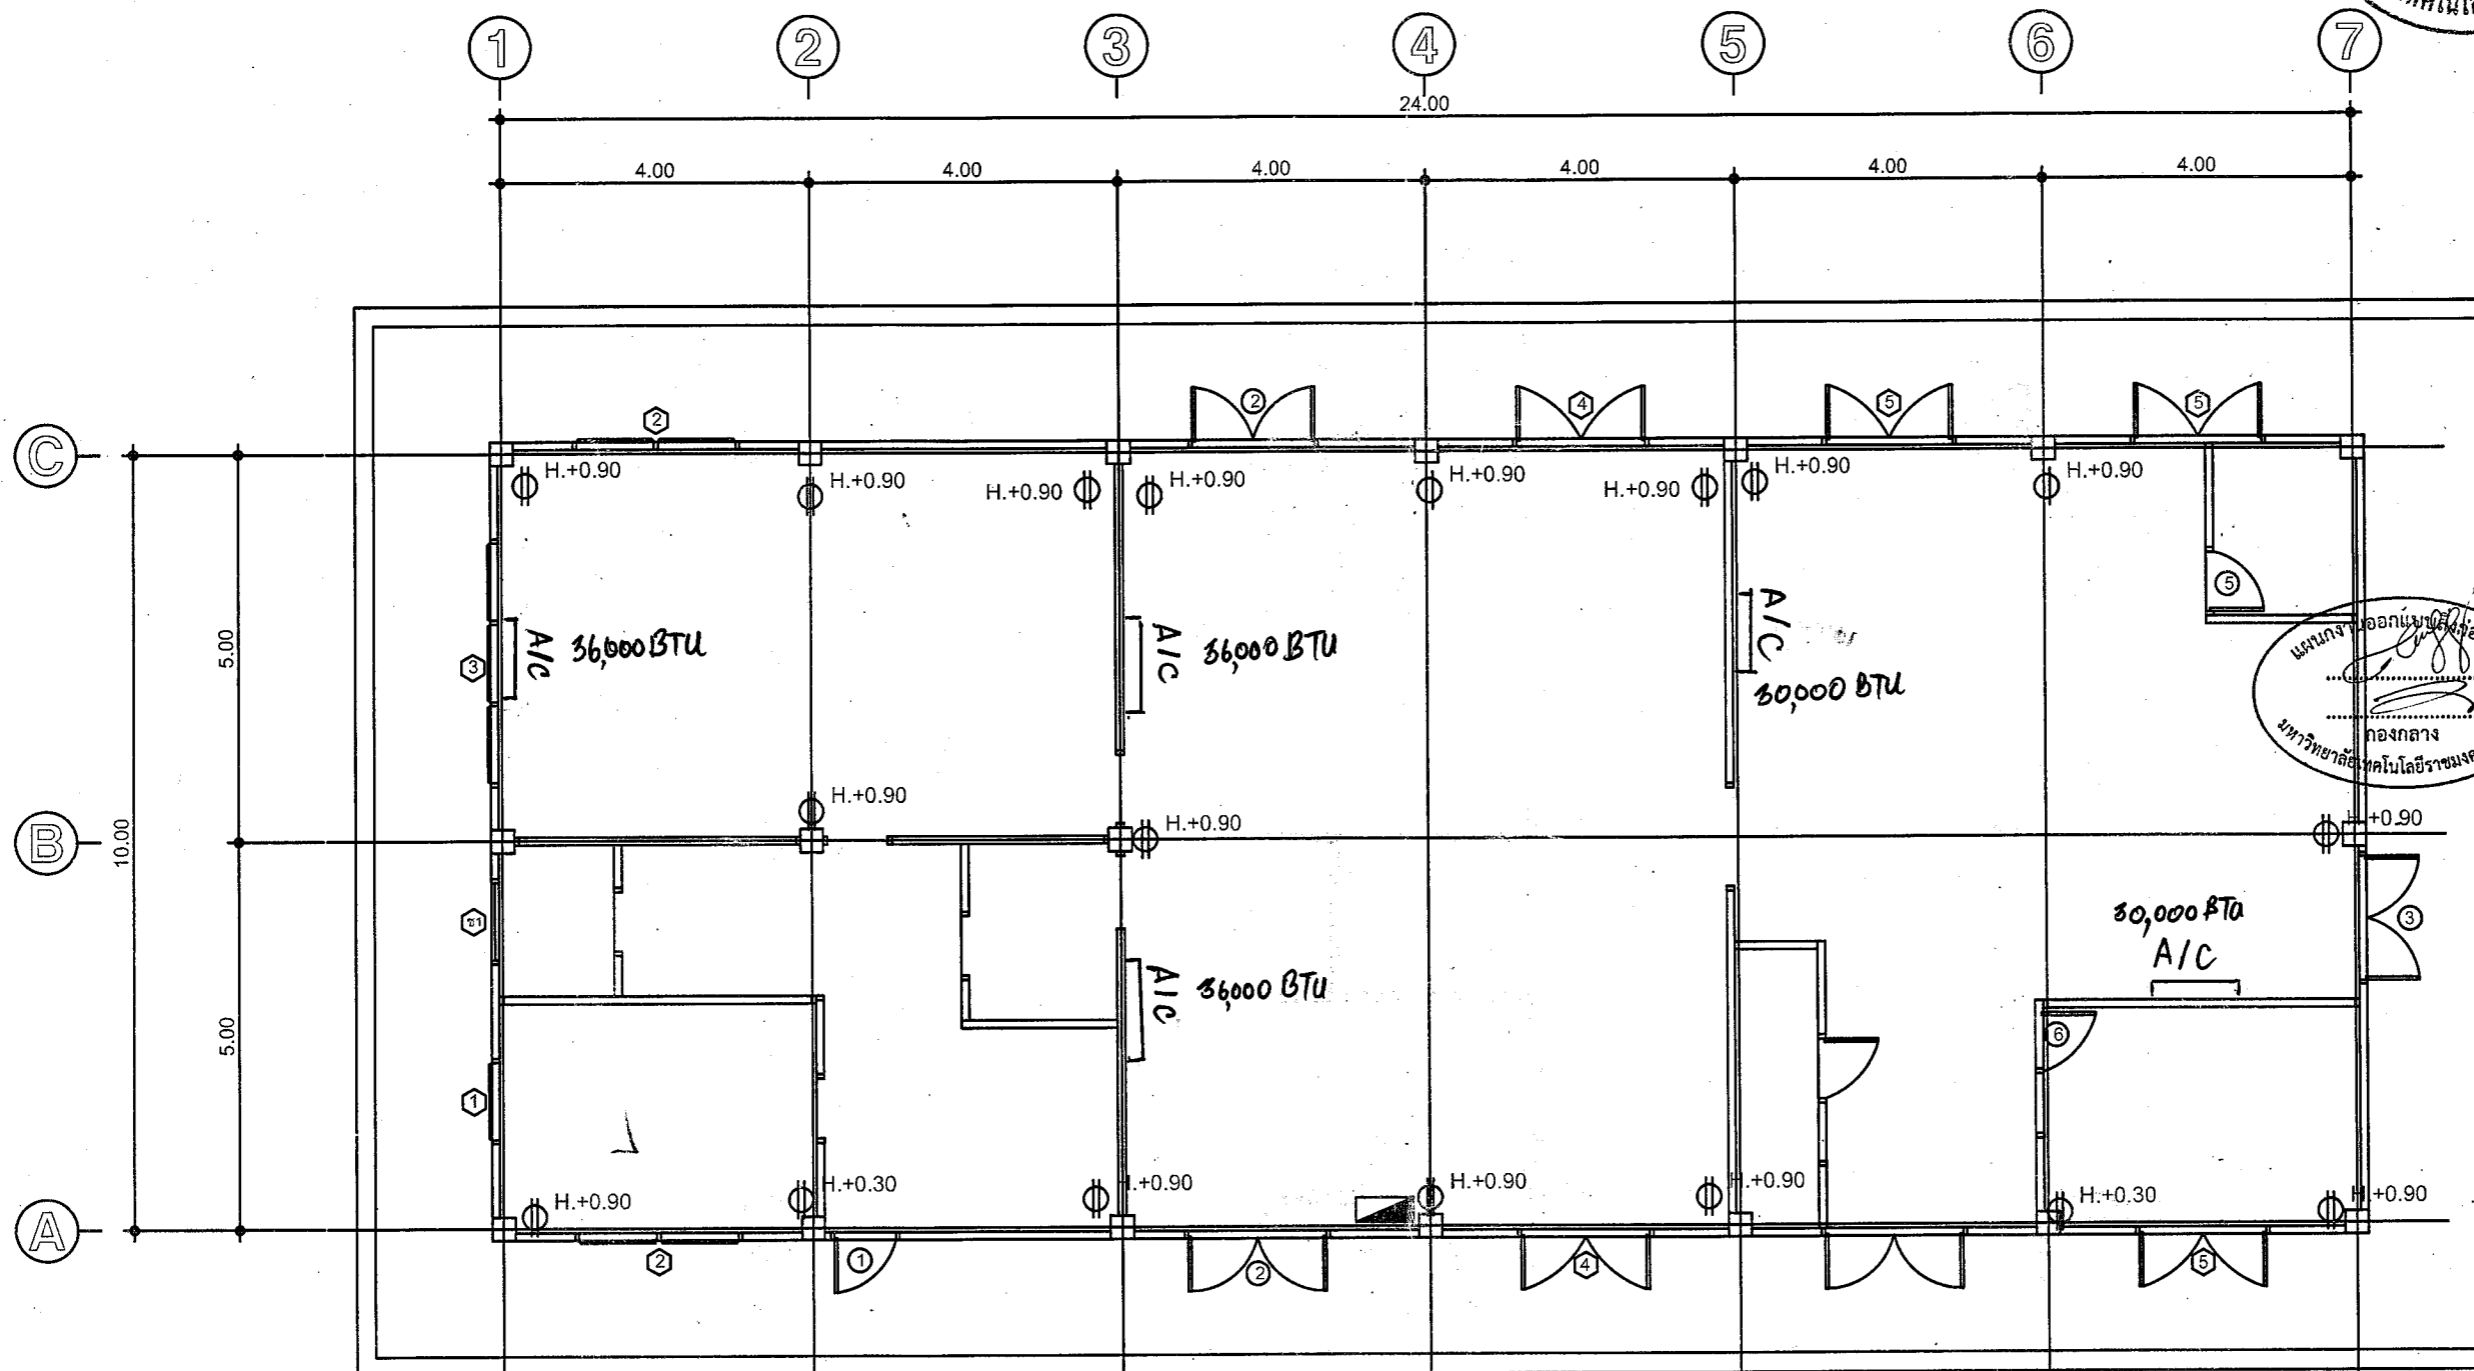 1 2 3 4 5 6 7
24.00
4.00 4.00 4.00 4.00 4.00 4.00
2 2 4 5 5
C
H.+0.90 H.+0.90 H.+0.90 H.+0.90 H.+0.90 H.+0.90 H.+0.90 H.+0.90
5
5.00
3
A/C 36,000 BTU
A/C 36,000 BTU
A/C
30,000 BTU
กองกลาง
H.+0.90
H.+0.90
H.+0.90
B
10.00
ช1
3
30,000 BTU
A/C
A/C 36,000 BTU
5.00
6
1
H.+0.90 H.+0.30 H.+0.90 H.+0.90 H.+0.90 H.+0.30 H.+0.90
A
2 1 2 4 5